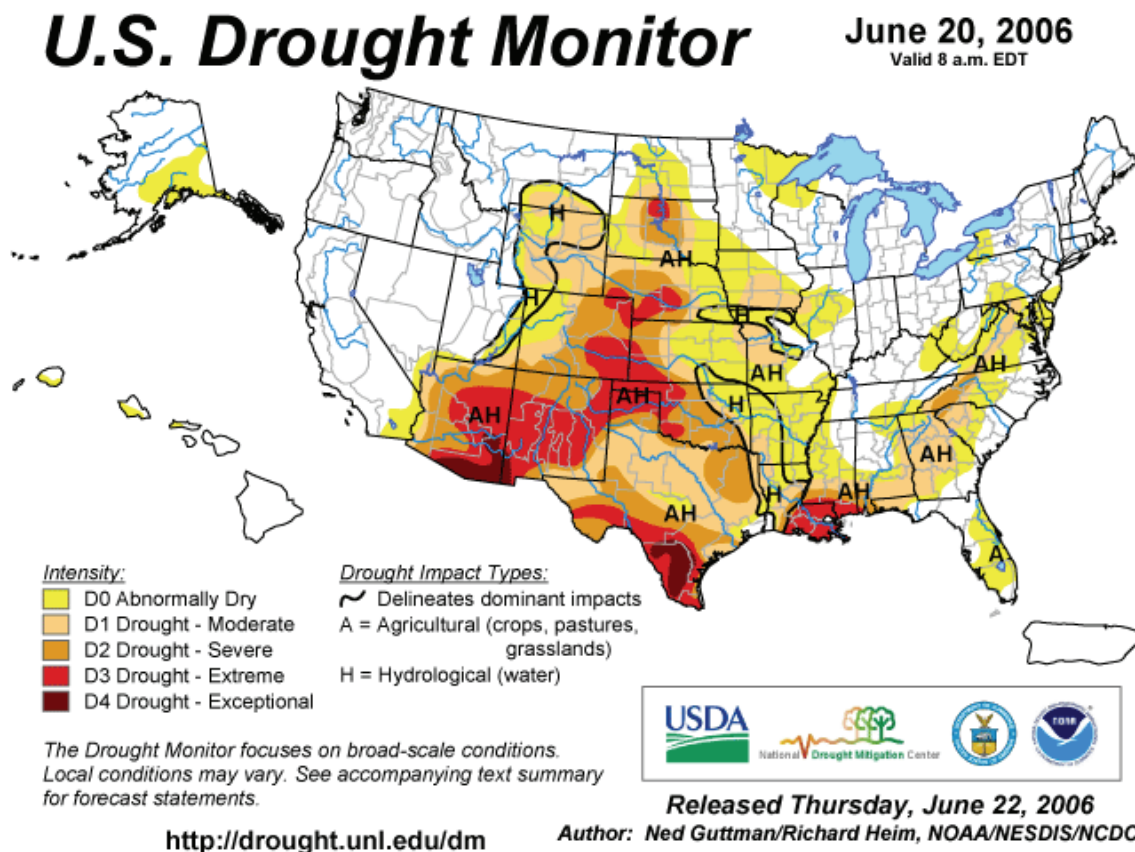 U.S. Drought Monitor
June 20, 2006
Valid 8 a.m. EDT
H
AH
H
H
AH
AH
AH
AH
H
AH
H
AH
AH
A
Intensity:
D0 Abnormally Dry
D1 Drought - Moderate
D2 Drought - Severe
D3 Drought - Extreme
D4 Drought - Exceptional
Drought Impact Types:
Delineates dominant impacts
A = Agricultural (crops, pastures,
grasslands)
H = Hydrological (water)
The Drought Monitor focuses on broad-scale conditions.
Local conditions may vary. See accompanying text summary
for forecast statements.
http://drought.unl.edu/dm
USDA
National Drought Mitigation Center
NOAA
Released Thursday, June 22, 2006
Author: Ned Guttman/Richard Heim, NOAA/NESDIS/NCDC